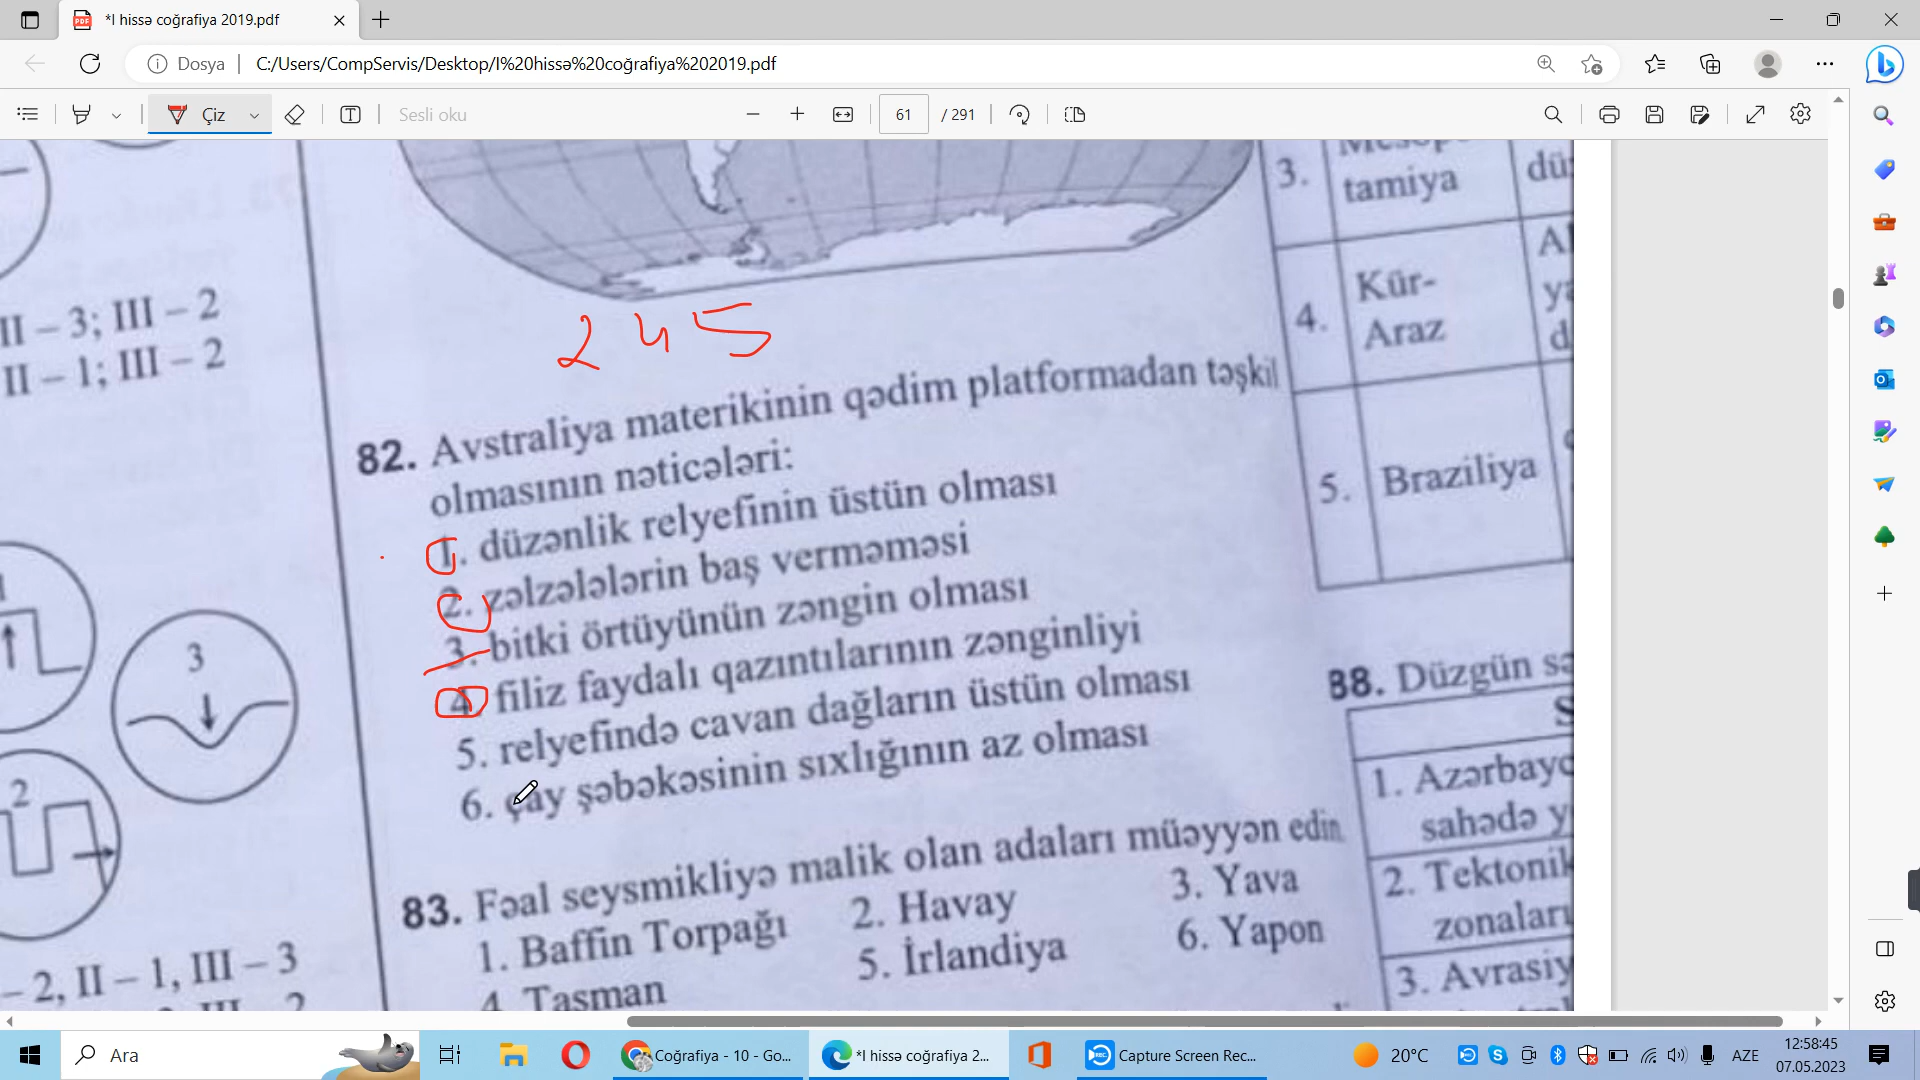 *I hissə coğrafiya 2019.pdf
Dosya C:/Users/CompServis/Desktop/I%20hissə%20coğrafiya%202019.pdf
Çiz
Sesli oku
61 / 291
II – 3; III – 2
II – 1; III – 2
3
2
– 2, II – 1, III – 3
2 4 5
82. Avstraliya materikinin qədim platformadan təşkil
olmasının nəticələri:
1. düzənlik relyefinin üstün olması
2. zəlzələlərin baş verməməsi
3. bitki örtüyünün zəngin olması
4. filiz faydalı qazıntılarının zənginliyi
5. relyefində cavan dağların üstün olması
6. çay şəbəkəsinin sıxlığının az olması
83. Fəal seysmikliyə malik olan adaları müəyyən edin
1. Baffin Torpağı 2. Havay 3. Yava
4. Tasman 5. İrlandiya 6. Yapon
3. tamiya
4. Kür-
Araz
5. Braziliya
88. Düzgün
1.
sahədə
2.
zonaları
3.
Ara
Coğrafiya - 10 - Go...
*I hissə coğrafiya 2...
Capture Screen Rec...
20°C
AZE
12:58:45
07.05.2023